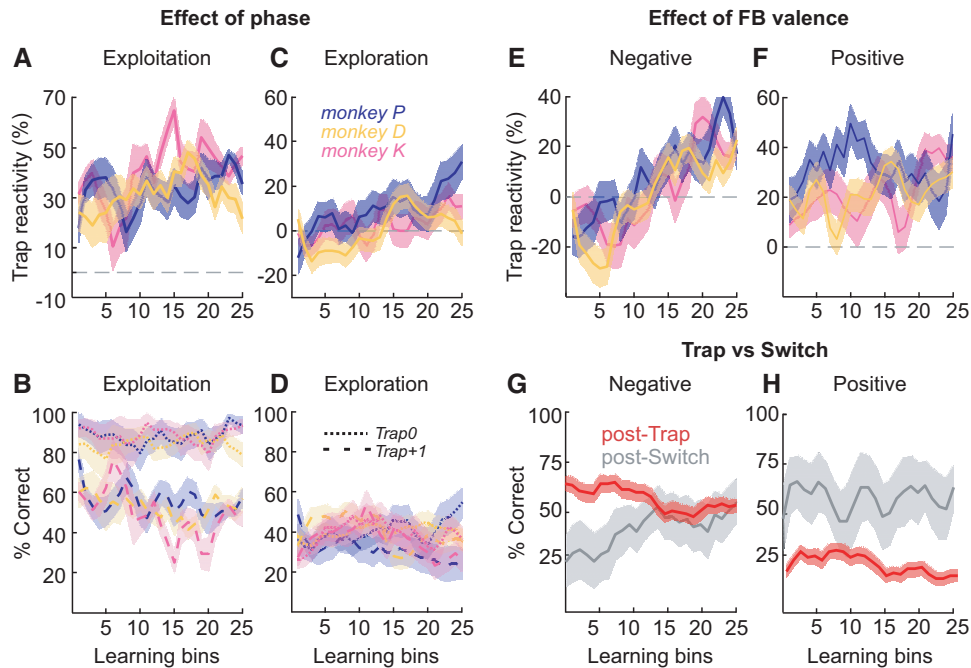 Effect of phase
Effect of FB valence
A Exploitation
C Exploration
E Negative
F Positive
Trap reactivity (%)
70
50
30
10
-10
5 10 15 20 25
monkey P
monkey D
monkey K
60
40
20
0
-20
5 10 15 20 25
Trap reactivity (%)
40
20
0
-20
5 10 15 20 25
60
40
20
0
5 10 15 20 25
Trap vs Switch
B Exploitation
D Exploration
G Negative
H Positive
% Correct
100
80
60
40
20
5 10 15 20 25
Learning bins
Trap0
Trap+1
100
80
60
40
20
5 10 15 20 25
Learning bins
post-Trap
post-Switch
% Correct
100
75
50
25
5 10 15 20 25
Learning bins
100
75
50
25
5 10 15 20 25
Learning bins